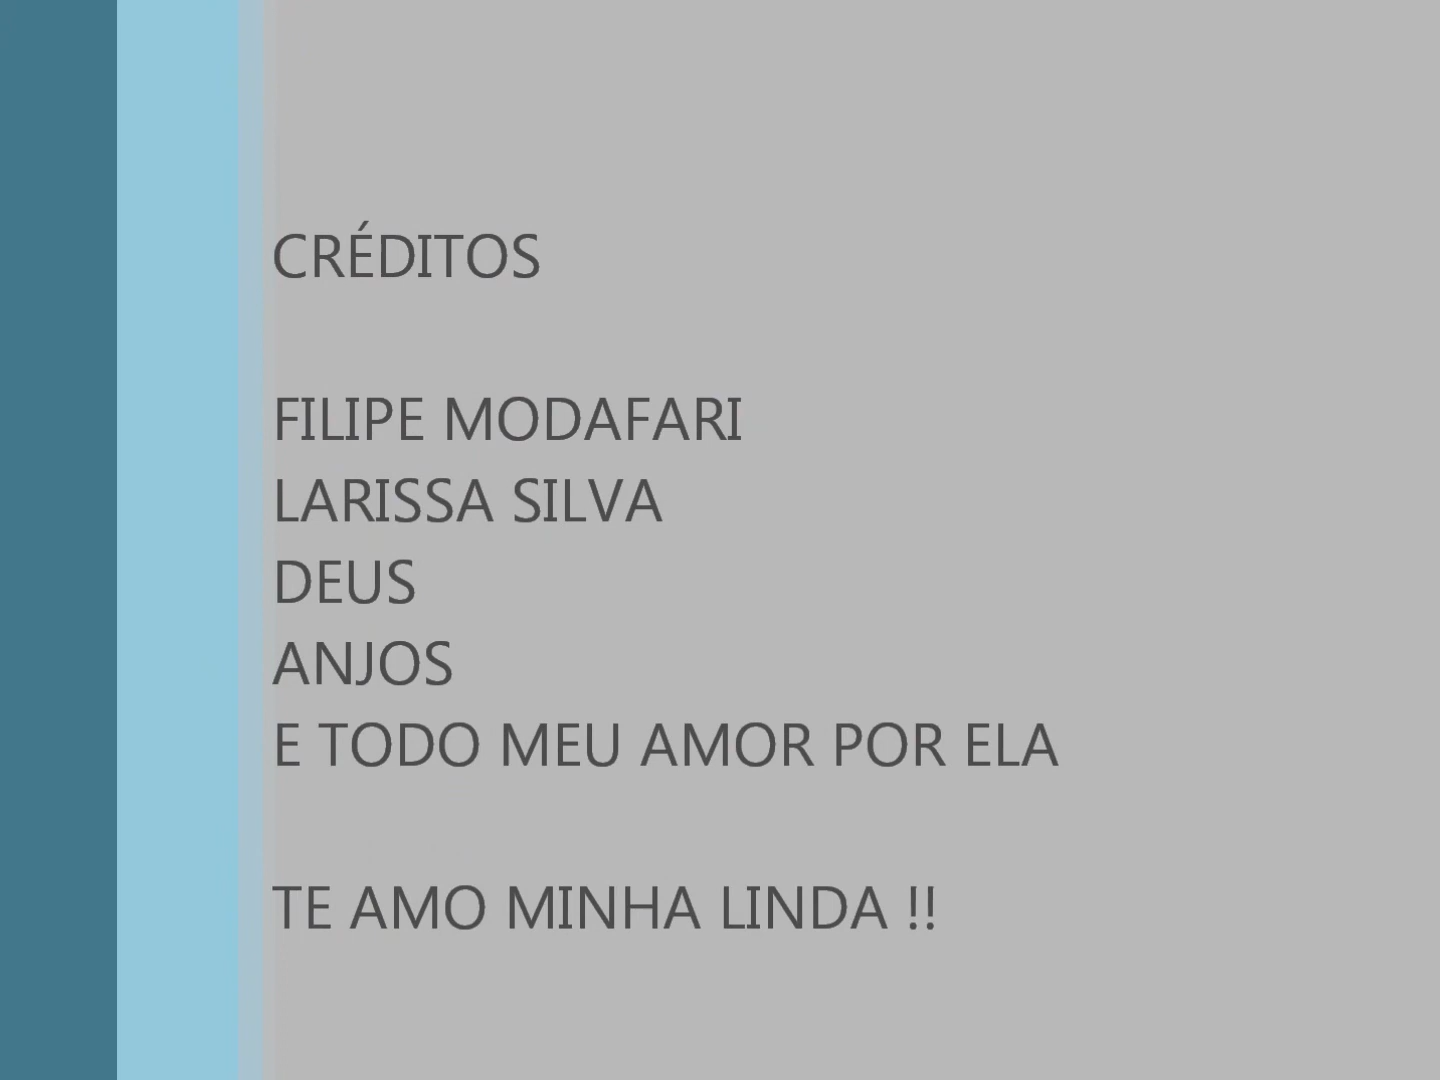 CRÉDITOS
FILIPE MODAFARI
LARISSA SILVA
DEUS
ANJOS
E TODO MEU AMOR POR ELA
TE AMO MINHA LINDA !!